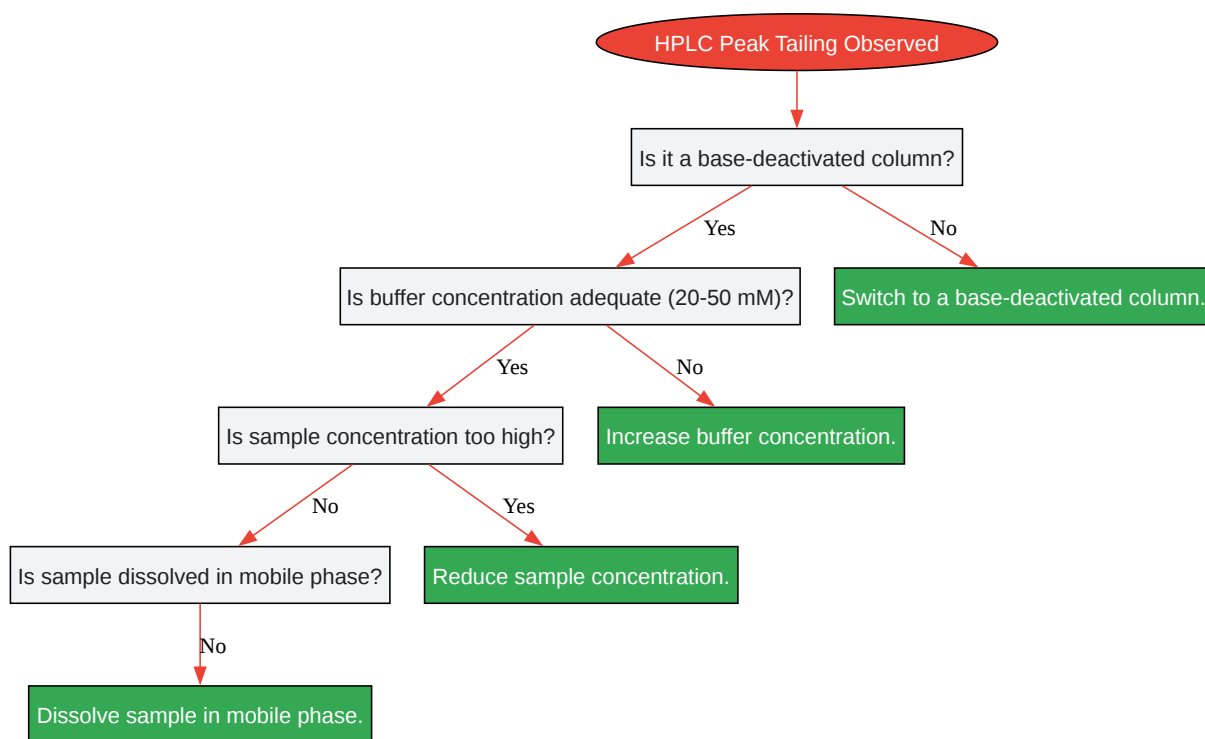 HPLC Peak Tailing Observed
Is it a base-deactivated column?
Yes
No
Is buffer concentration adequate (20-50 mM)?
Switch to a base-deactivated column.
Yes
No
Is sample concentration too high?
Increase buffer concentration.
No
Yes
Is sample dissolved in mobile phase?
Reduce sample concentration.
No
Dissolve sample in mobile phase.